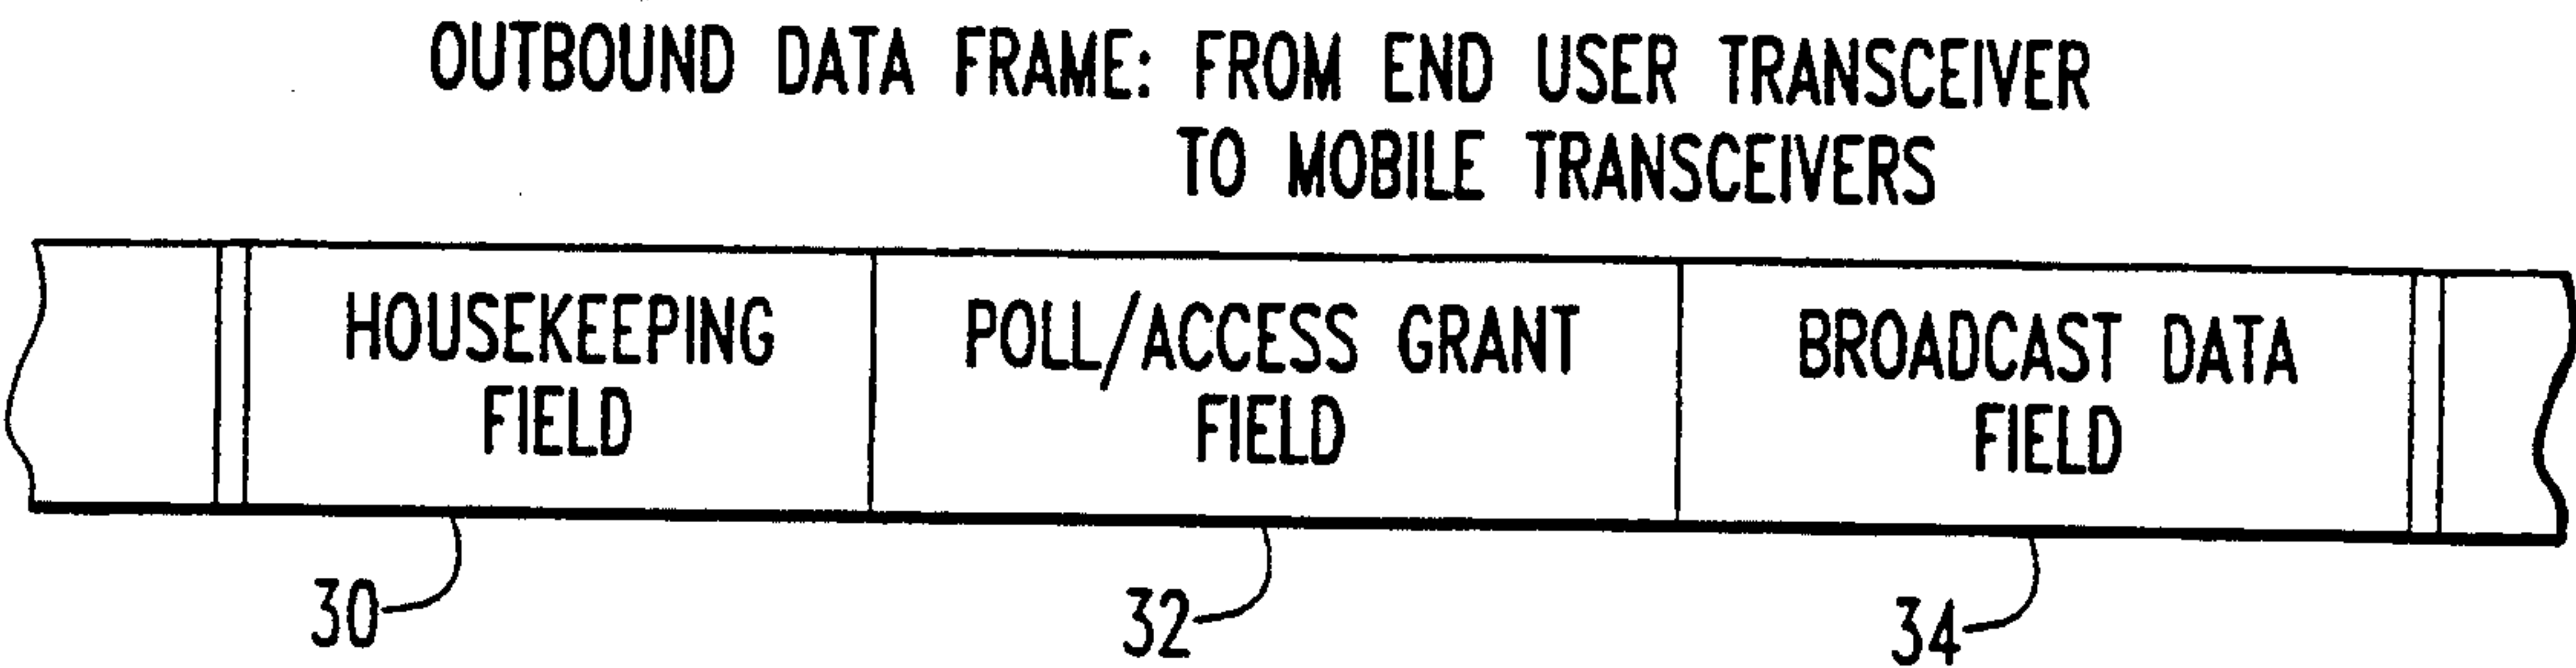 OUTBOUND DATA FRAME: FROM END USER TRANSCEIVER
TO MOBILE TRANSCEIVERS
HOUSEKEEPING
FIELD
POLL/ACCESS GRANT
FIELD
BROADCAST DATA
FIELD
30
32
34